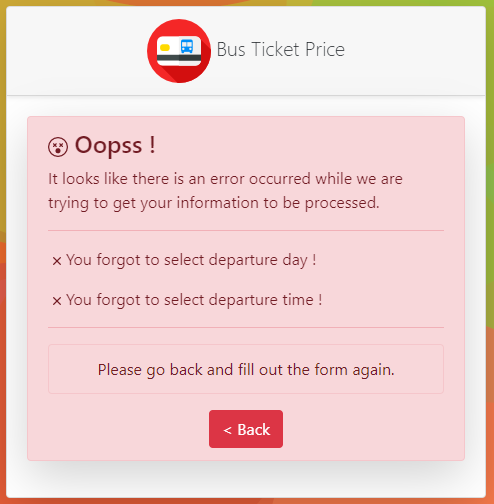 Bus Ticket Price
Oopss !
It looks like there is an error occurred while we are
trying to get your information to be processed.
× You forgot to select departure day !
× You forgot to select departure time !
Please go back and fill out the form again.
< Back